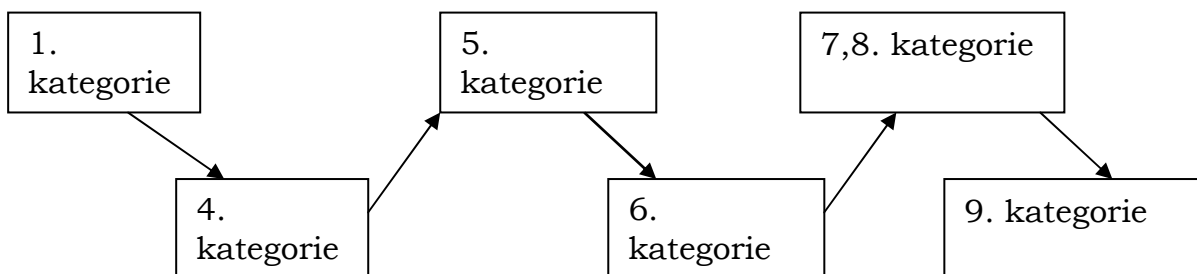 1.
kategorie
4.
kategorie
5.
kategorie
6.
kategorie
7,8. kategorie
9. kategorie